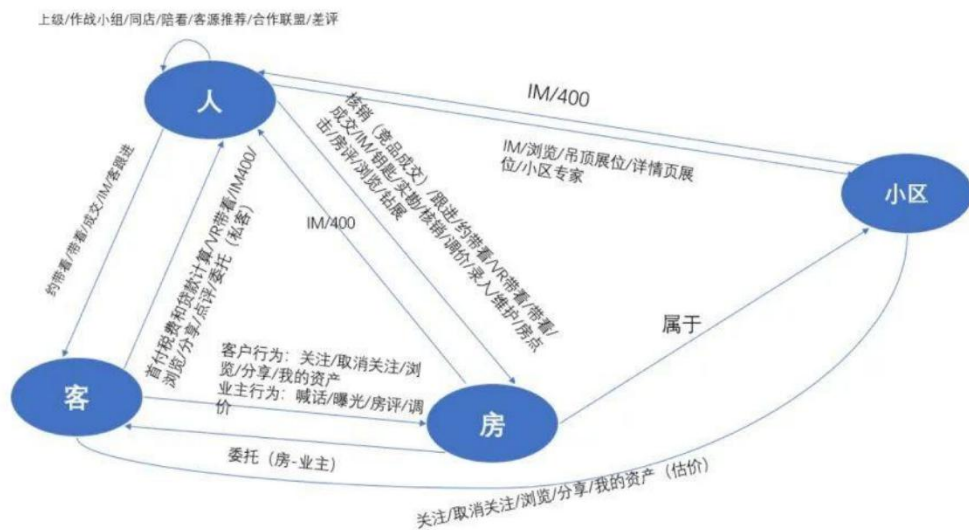 上级/作战小组/同店/陪看/客源推荐/合作联盟/差评
人
IM/400
IM/浏览/吊顶展位/详情页展
位/小区专家
小区
核销（竞品成交）/跟进/约带看/VR带看/带看/
成交/IM/钥匙/实勘/核销/调价/录入/维护/房点
击/房评/浏览/钻展
IM/400
约带看/带看/成交/IM/客跟进
首付税费和贷款计算/VR带看/IM400/
浏览/分享/点评/委托（私客）
属于
客户行为：关注/取消关注/浏
览/分享/我的资产
业主行为：喊话/曝光/房评/调
价
客
房
委托（房-业主）
关注/取消关注/浏览/分享/我的资产（估价）